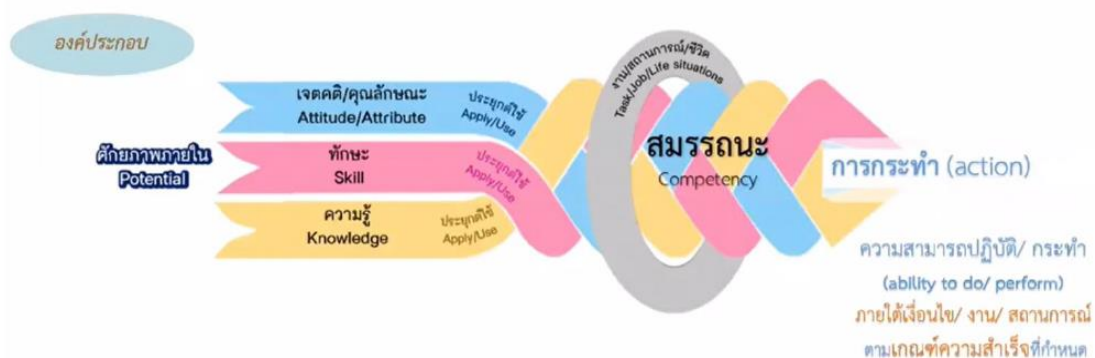 องค์ประกอบ
งาน/สถานการณ์/ชีวิต
Task/Job/Life situations
เจตคติ/คุณลักษณะ
Attitude/Attribute
ประยุกต์ใช้
Apply/Use
ศักยภาพภายใน
Potential
ทักษะ
Skill
ประยุกต์ใช้
Apply/Use
ความรู้
Knowledge
ประยุกต์ใช้
Apply/Use
สมรรถนะ
Competency
การกระทำ (action)
ความสามารถปฏิบัติ/ กระทำ
(ability to do/ perform)
ภายใต้เงื่อนไข/ งาน/ สถานการณ์
ตามเกณฑ์ความสำเร็จที่กำหนด